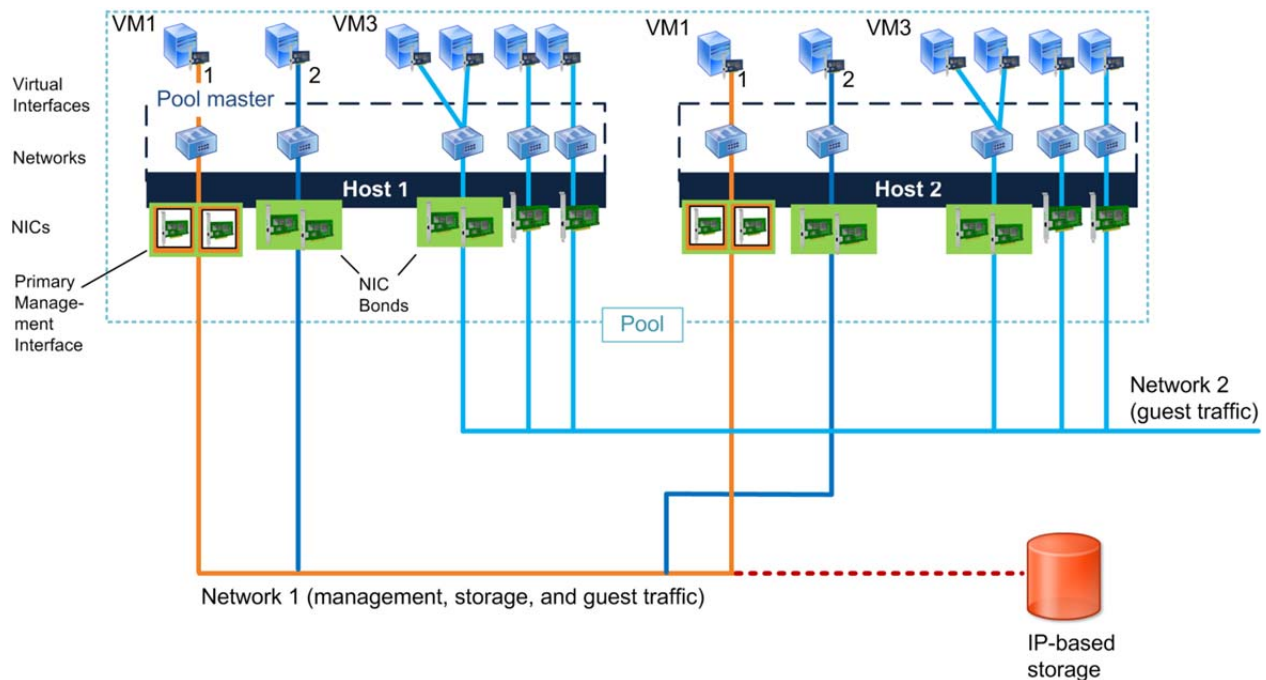 VM1
VM3
VM1
VM3
1
2
1
2
Virtual
Interfaces
Pool master
Networks
Host 1
Host 2
NICs
Primary
Manage-
ment
Interface
NIC
Bonds
Pool
Network 2
(guest traffic)
Network 1 (management, storage, and guest traffic)
IP-based
storage